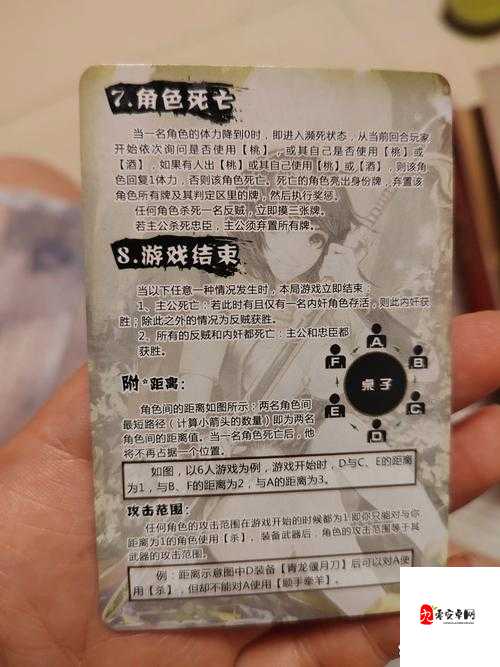 7.角色死亡
当一名角色的体力降到0时，即进入濒死状态，从当前回合玩家
开始依次询问是否使用【桃】，或其自己是否使用【桃】或
【酒】，如果有人出【桃】或其自己使用【桃】或【酒】，则该角
色回复1体力，否则该角色死亡。死亡的角色亮出身份牌，弃置该
角色所有牌及其判定区里的牌，然后执行奖惩。
任何角色杀死一名反贼，立即摸三张牌。
若主公杀死忠臣，主公须弃置所有牌。
8.游戏结束
当以下任意一种情况发生时，本局游戏立即结束：
1、主公死亡：若此时有且仅有一名内奸角色存活，则此内奸获
胜；除此之外的情况为反贼获胜。
2、所有的反贼和内奸都死亡：主公和忠臣都
获胜。
附*距离：
角色间的距离如图所示：两名角色间
最短路径（计算小箭头的数量）即为两名
角色间的距离值。当一名角色死亡后，他
将不再占据一个位置。
A
F
B
桌子
E
C
D
如图，以6人游戏为例，游戏开始时，D与C、E的距离
为1，与B、F的距离为2，与A的距离为3。
攻击范围：
任何角色的攻击范围在游戏开始的时候都为1,即你只能对与你
距离为1的角色使用【杀】，装备武器后，角色的攻击范围等于其
武器的攻击范围。
例：距离示意图中D装备【青龙偃月刀】后可以对A使
用【杀】，但却不能对A使用【顺手牵羊】。
零安卓网